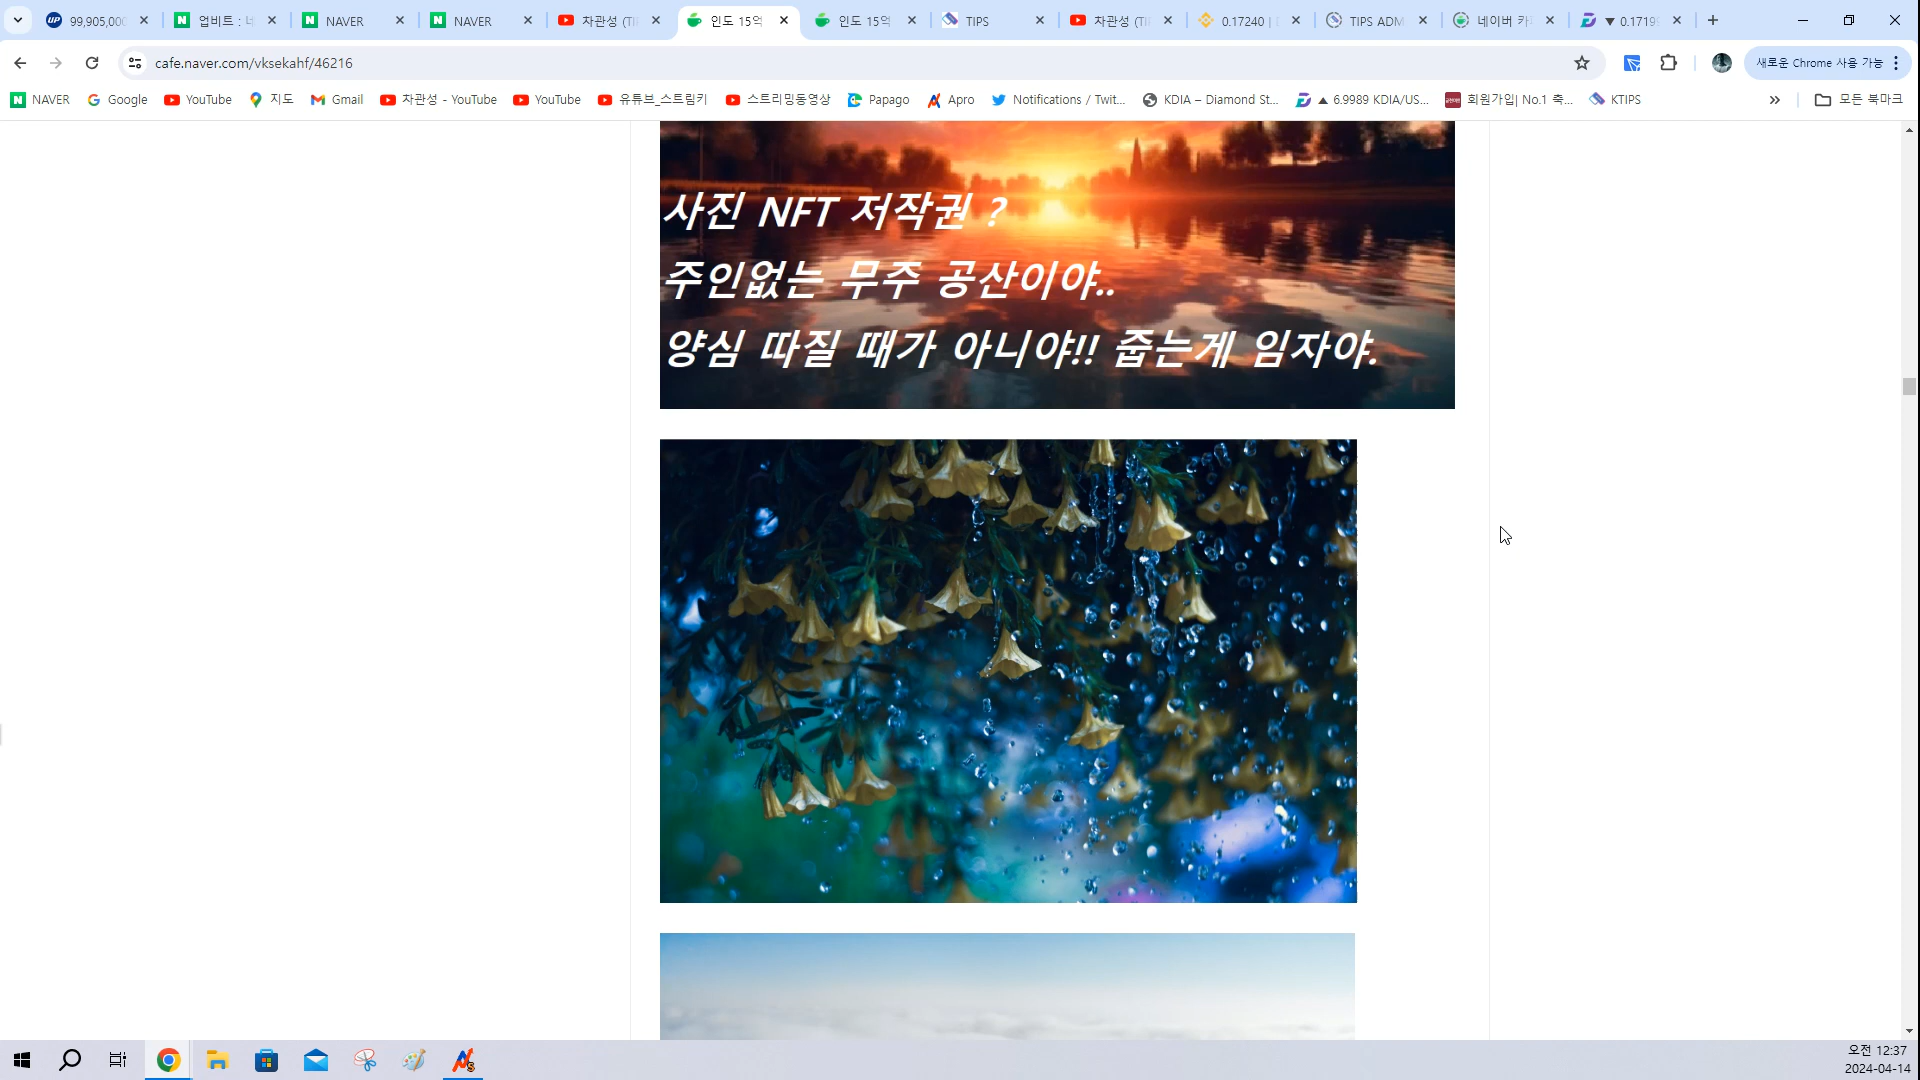 99,905,000
업비트 : 네
NAVER
NAVER
차관성 (TI
인도 15억
인도 15억
TIPS
차관성 (TI
0.17240 |
TIPS ADM
네이버 카
▼ 0.1719
cafe.naver.com/vksekahf/46216
새로운 Chrome 사용 가능
NAVER
Google
YouTube
지도
Gmail
차관성 - YouTube
YouTube
유튜브_스트림키
스트리밍동영상
Papago
Apro
Notifications / Twit...
KDIA – Diamond St...
▲ 6.9989 KDIA/US...
회원가입| No.1 축...
KTIPS
모든 북마크
사진 NFT 저작권 ?
주인없는 무주 공산이야..
양심 따질 때가 아니야!! 줍는게 임자야.
오전 12:37
2024-04-14